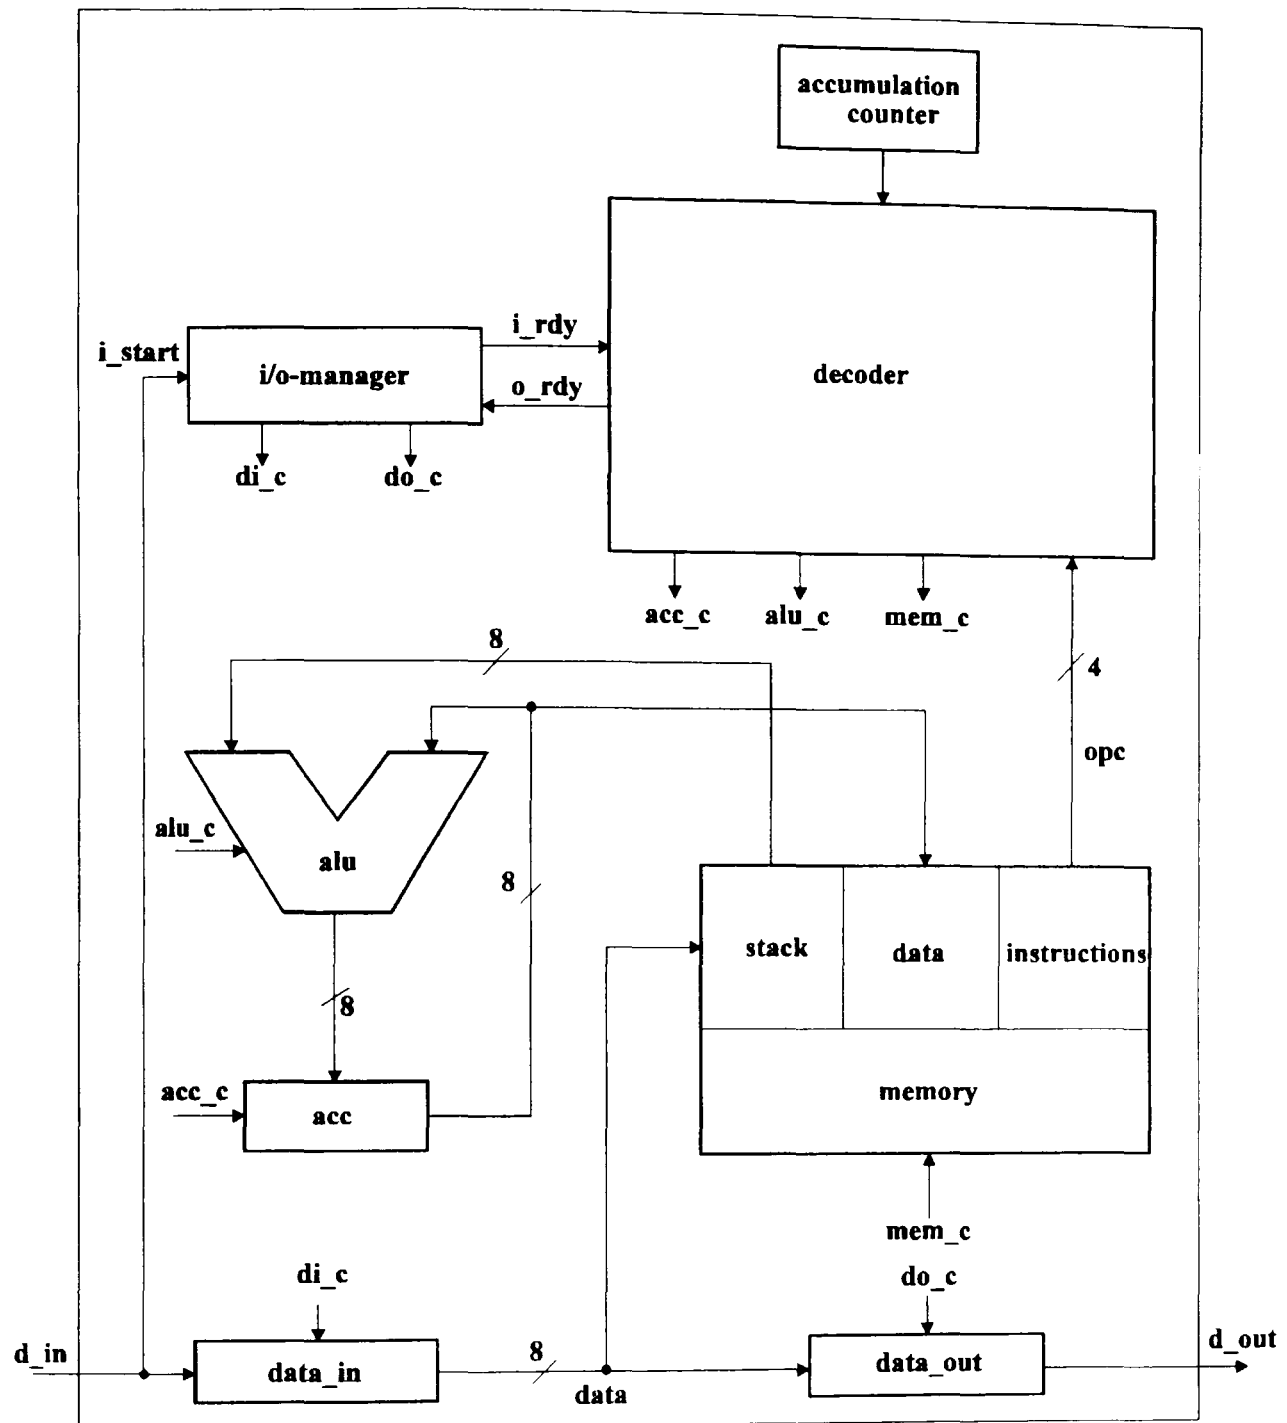 accumulation
counter
i_start
i/o-manager
i_rdy
o_rdy
decoder
di_c
do_c
acc_c
alu_c
mem_c
8
4
opc
alu_c
alu
8
stack
data
instructions
8
memory
acc_c
acc
mem_c
di_c
do_c
d_in
data_in
8
data
data_out
d_out